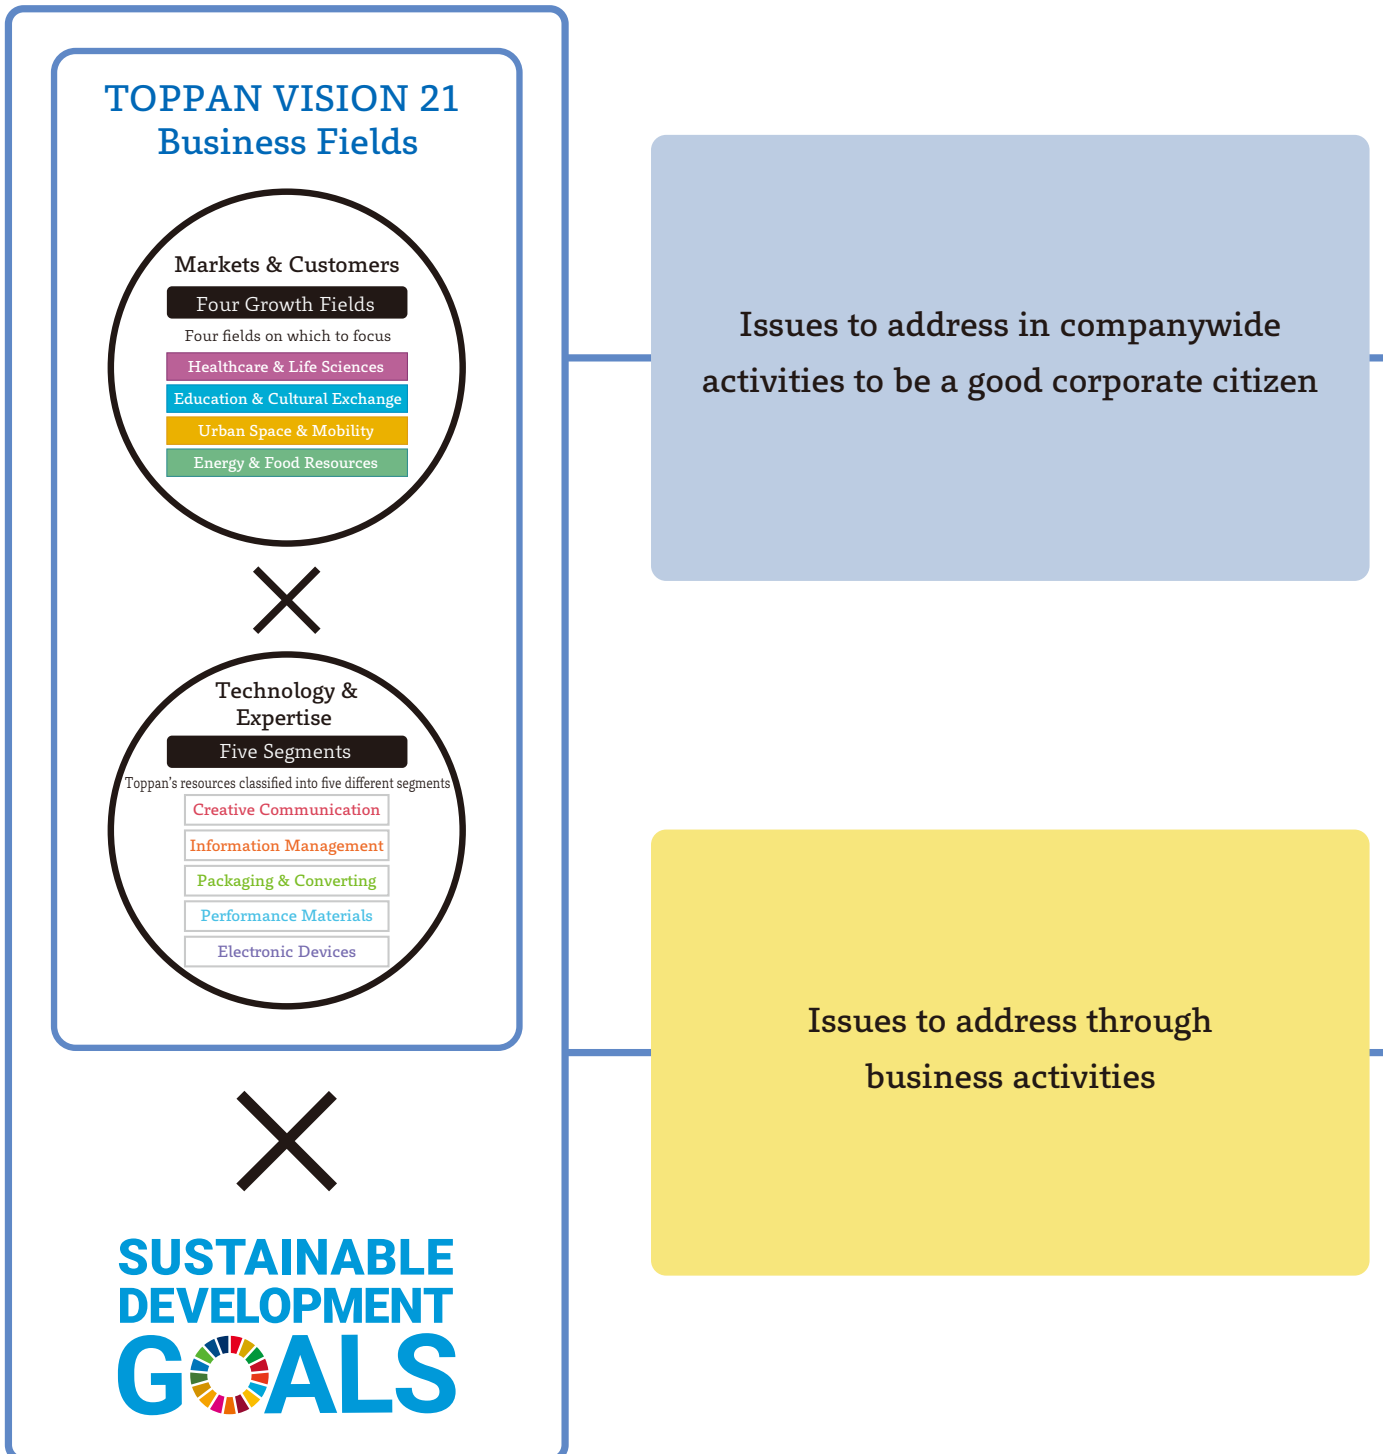 TOPPAN VISION 21
Business Fields
Markets & Customers
Four Growth Fields
Four fields on which to focus
Healthcare & Life Sciences
Education & Cultural Exchange
Urban Space & Mobility
Energy & Food Resources
Technology &
Expertise
Five Segments
Toppan's resources classified into five different segments
Creative Communication
Information Management
Packaging & Converting
Performance Materials
Electronic Devices
SUSTAINABLE
DEVELOPMENT
GOALS
Issues to address in companywide
activities to be a good corporate citizen
Issues to address through
business activities